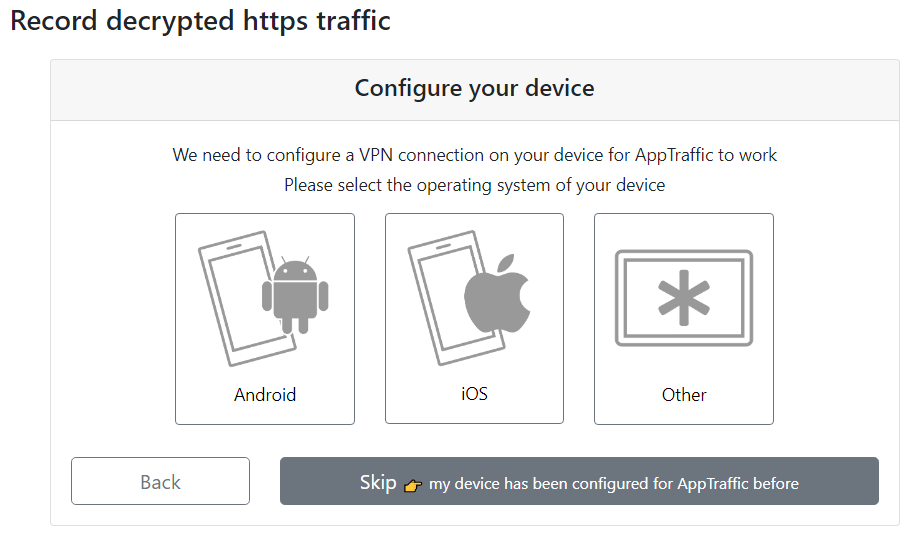 Record decrypted https traffic
Configure your device
We need to configure a VPN connection on your device for AppTraffic to work
Please select the operating system of your device
Android
iOS
Other
Back
Skip 👉 my device has been configured for AppTraffic before